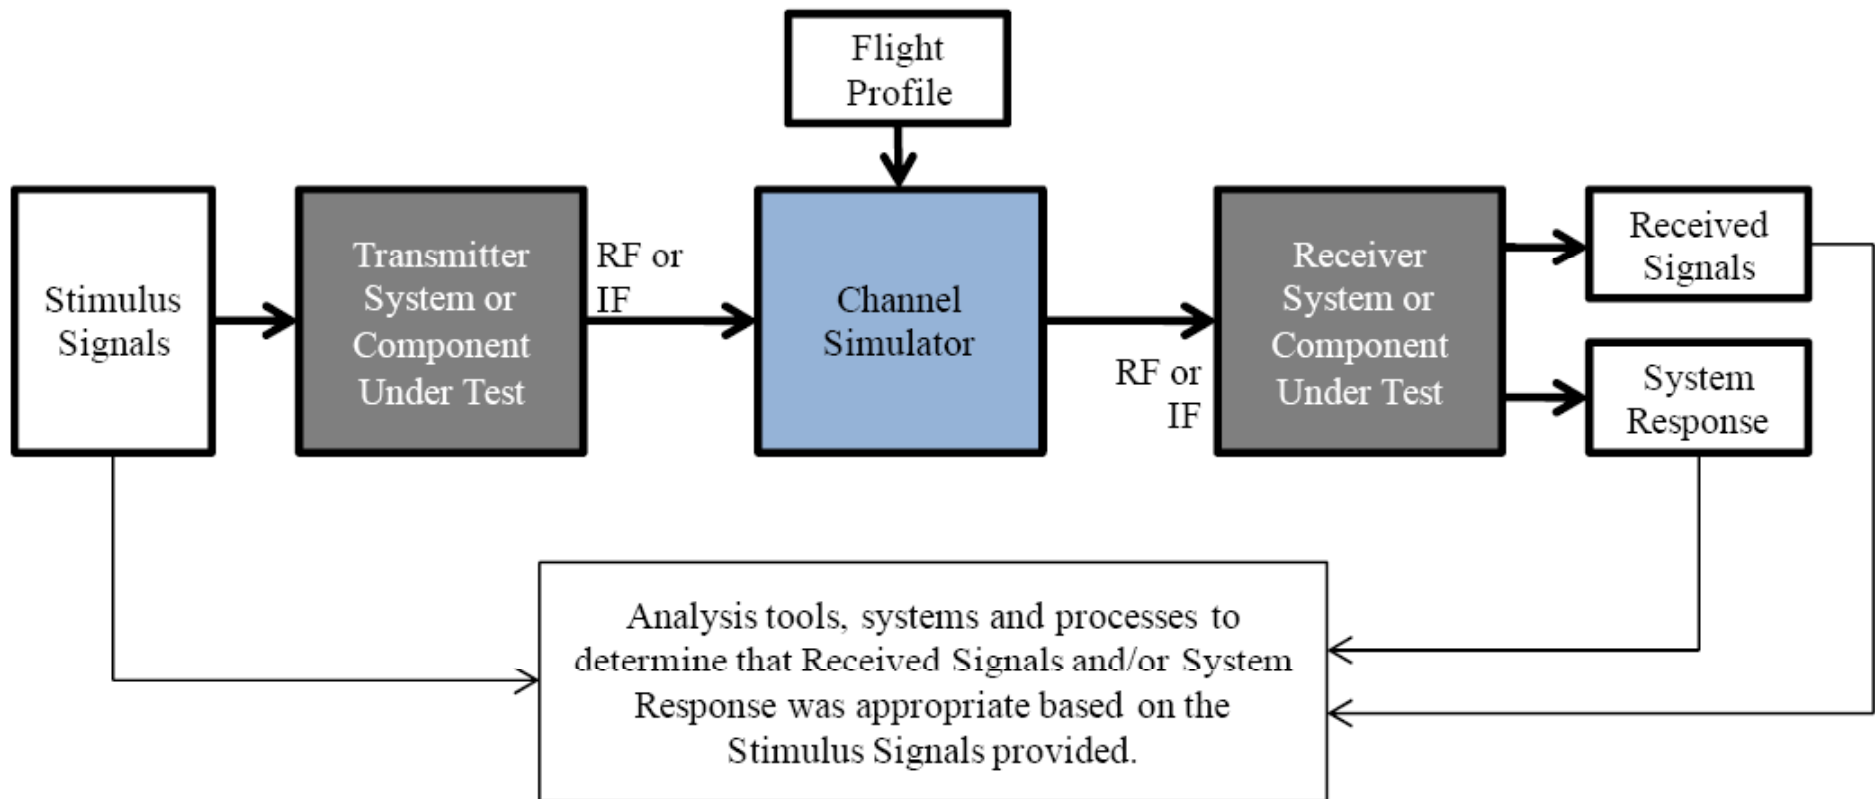 Flight
Profile
Stimulus
Signals
Transmitter
System or
Component
Under Test
RF or
IF
Channel
Simulator
RF or
IF
Receiver
System or
Component
Under Test
Received
Signals
System
Response
Analysis tools, systems and processes to
determine that Received Signals and/or System
Response was appropriate based on the
Stimulus Signals provided.